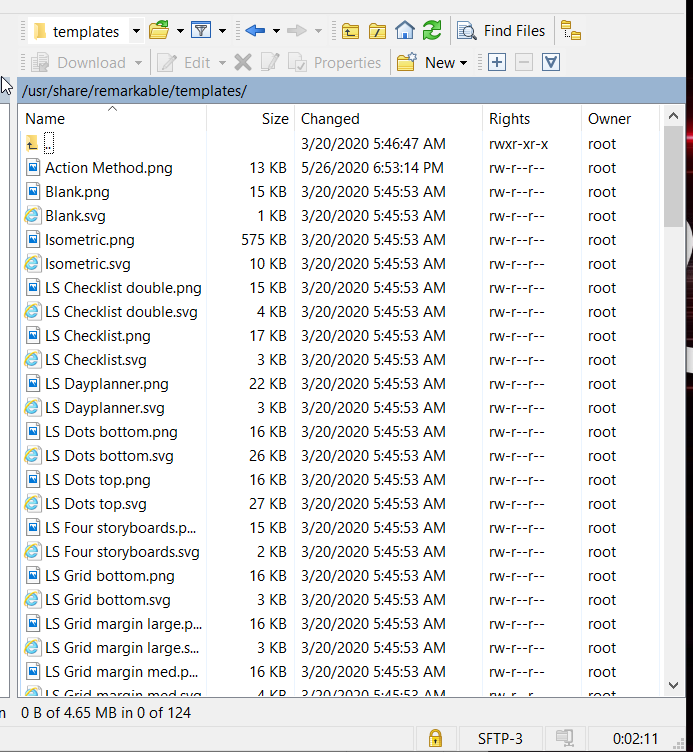 templates Find Files
Download Edit Properties New
/usr/share/remarkable/templates/
Name Size Changed Rights Owner
.. 3/20/2020 5:46:47 AM rwxr-xr-x root
Action Method.png 13 KB 5/26/2020 6:53:14 PM rw-r--r-- root
Blank.png 15 KB 3/20/2020 5:45:53 AM rw-r--r-- root
Blank.svg 1 KB 3/20/2020 5:45:53 AM rw-r--r-- root
Isometric.png 575 KB 3/20/2020 5:45:53 AM rw-r--r-- root
Isometric.svg 10 KB 3/20/2020 5:45:53 AM rw-r--r-- root
LS Checklist double.png 15 KB 3/20/2020 5:45:53 AM rw-r--r-- root
LS Checklist double.svg 4 KB 3/20/2020 5:45:53 AM rw-r--r-- root
LS Checklist.png 17 KB 3/20/2020 5:45:53 AM rw-r--r-- root
LS Checklist.svg 3 KB 3/20/2020 5:45:53 AM rw-r--r-- root
LS Dayplanner.png 22 KB 3/20/2020 5:45:53 AM rw-r--r-- root
LS Dayplanner.svg 3 KB 3/20/2020 5:45:53 AM rw-r--r-- root
LS Dots bottom.png 16 KB 3/20/2020 5:45:53 AM rw-r--r-- root
LS Dots bottom.svg 26 KB 3/20/2020 5:45:53 AM rw-r--r-- root
LS Dots top.png 16 KB 3/20/2020 5:45:53 AM rw-r--r-- root
LS Dots top.svg 27 KB 3/20/2020 5:45:53 AM rw-r--r-- root
LS Four storyboards.p... 15 KB 3/20/2020 5:45:53 AM rw-r--r-- root
LS Four storyboards.svg 2 KB 3/20/2020 5:45:53 AM rw-r--r-- root
LS Grid bottom.png 16 KB 3/20/2020 5:45:53 AM rw-r--r-- root
LS Grid bottom.svg 3 KB 3/20/2020 5:45:53 AM rw-r--r-- root
LS Grid margin large.p... 16 KB 3/20/2020 5:45:53 AM rw-r--r-- root
LS Grid margin large.s... 3 KB 3/20/2020 5:45:53 AM rw-r--r-- root
LS Grid margin med.p... 16 KB 3/20/2020 5:45:53 AM rw-r--r-- root
LS Grid margin med.svg 4 KB 3/20/2020 5:45:53 AM rw-r--r-- root
n 0 B of 4.65 MB in 0 of 124
SFTP-3 0:02:11